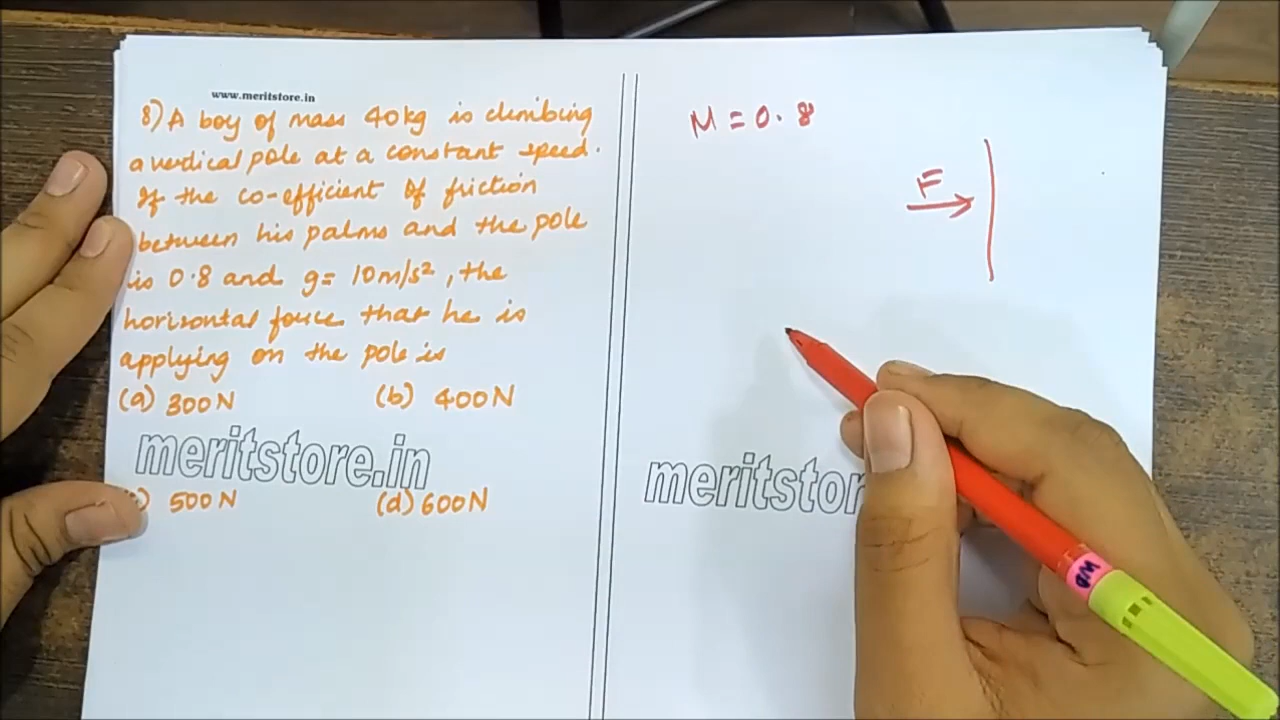 www.meritstore.in
8) A boy of mass 40kg is climbing
a vertical pole at a constant speed.
If the co-efficient of friction
between his palms and the pole
is 0.8 and g= 10m/s², the
horizontal force that he is
applying on the pole is
(a) 300N (b) 400N
meritstore.in
500N (d) 600N
M = 0.8
F
meritstor
WD